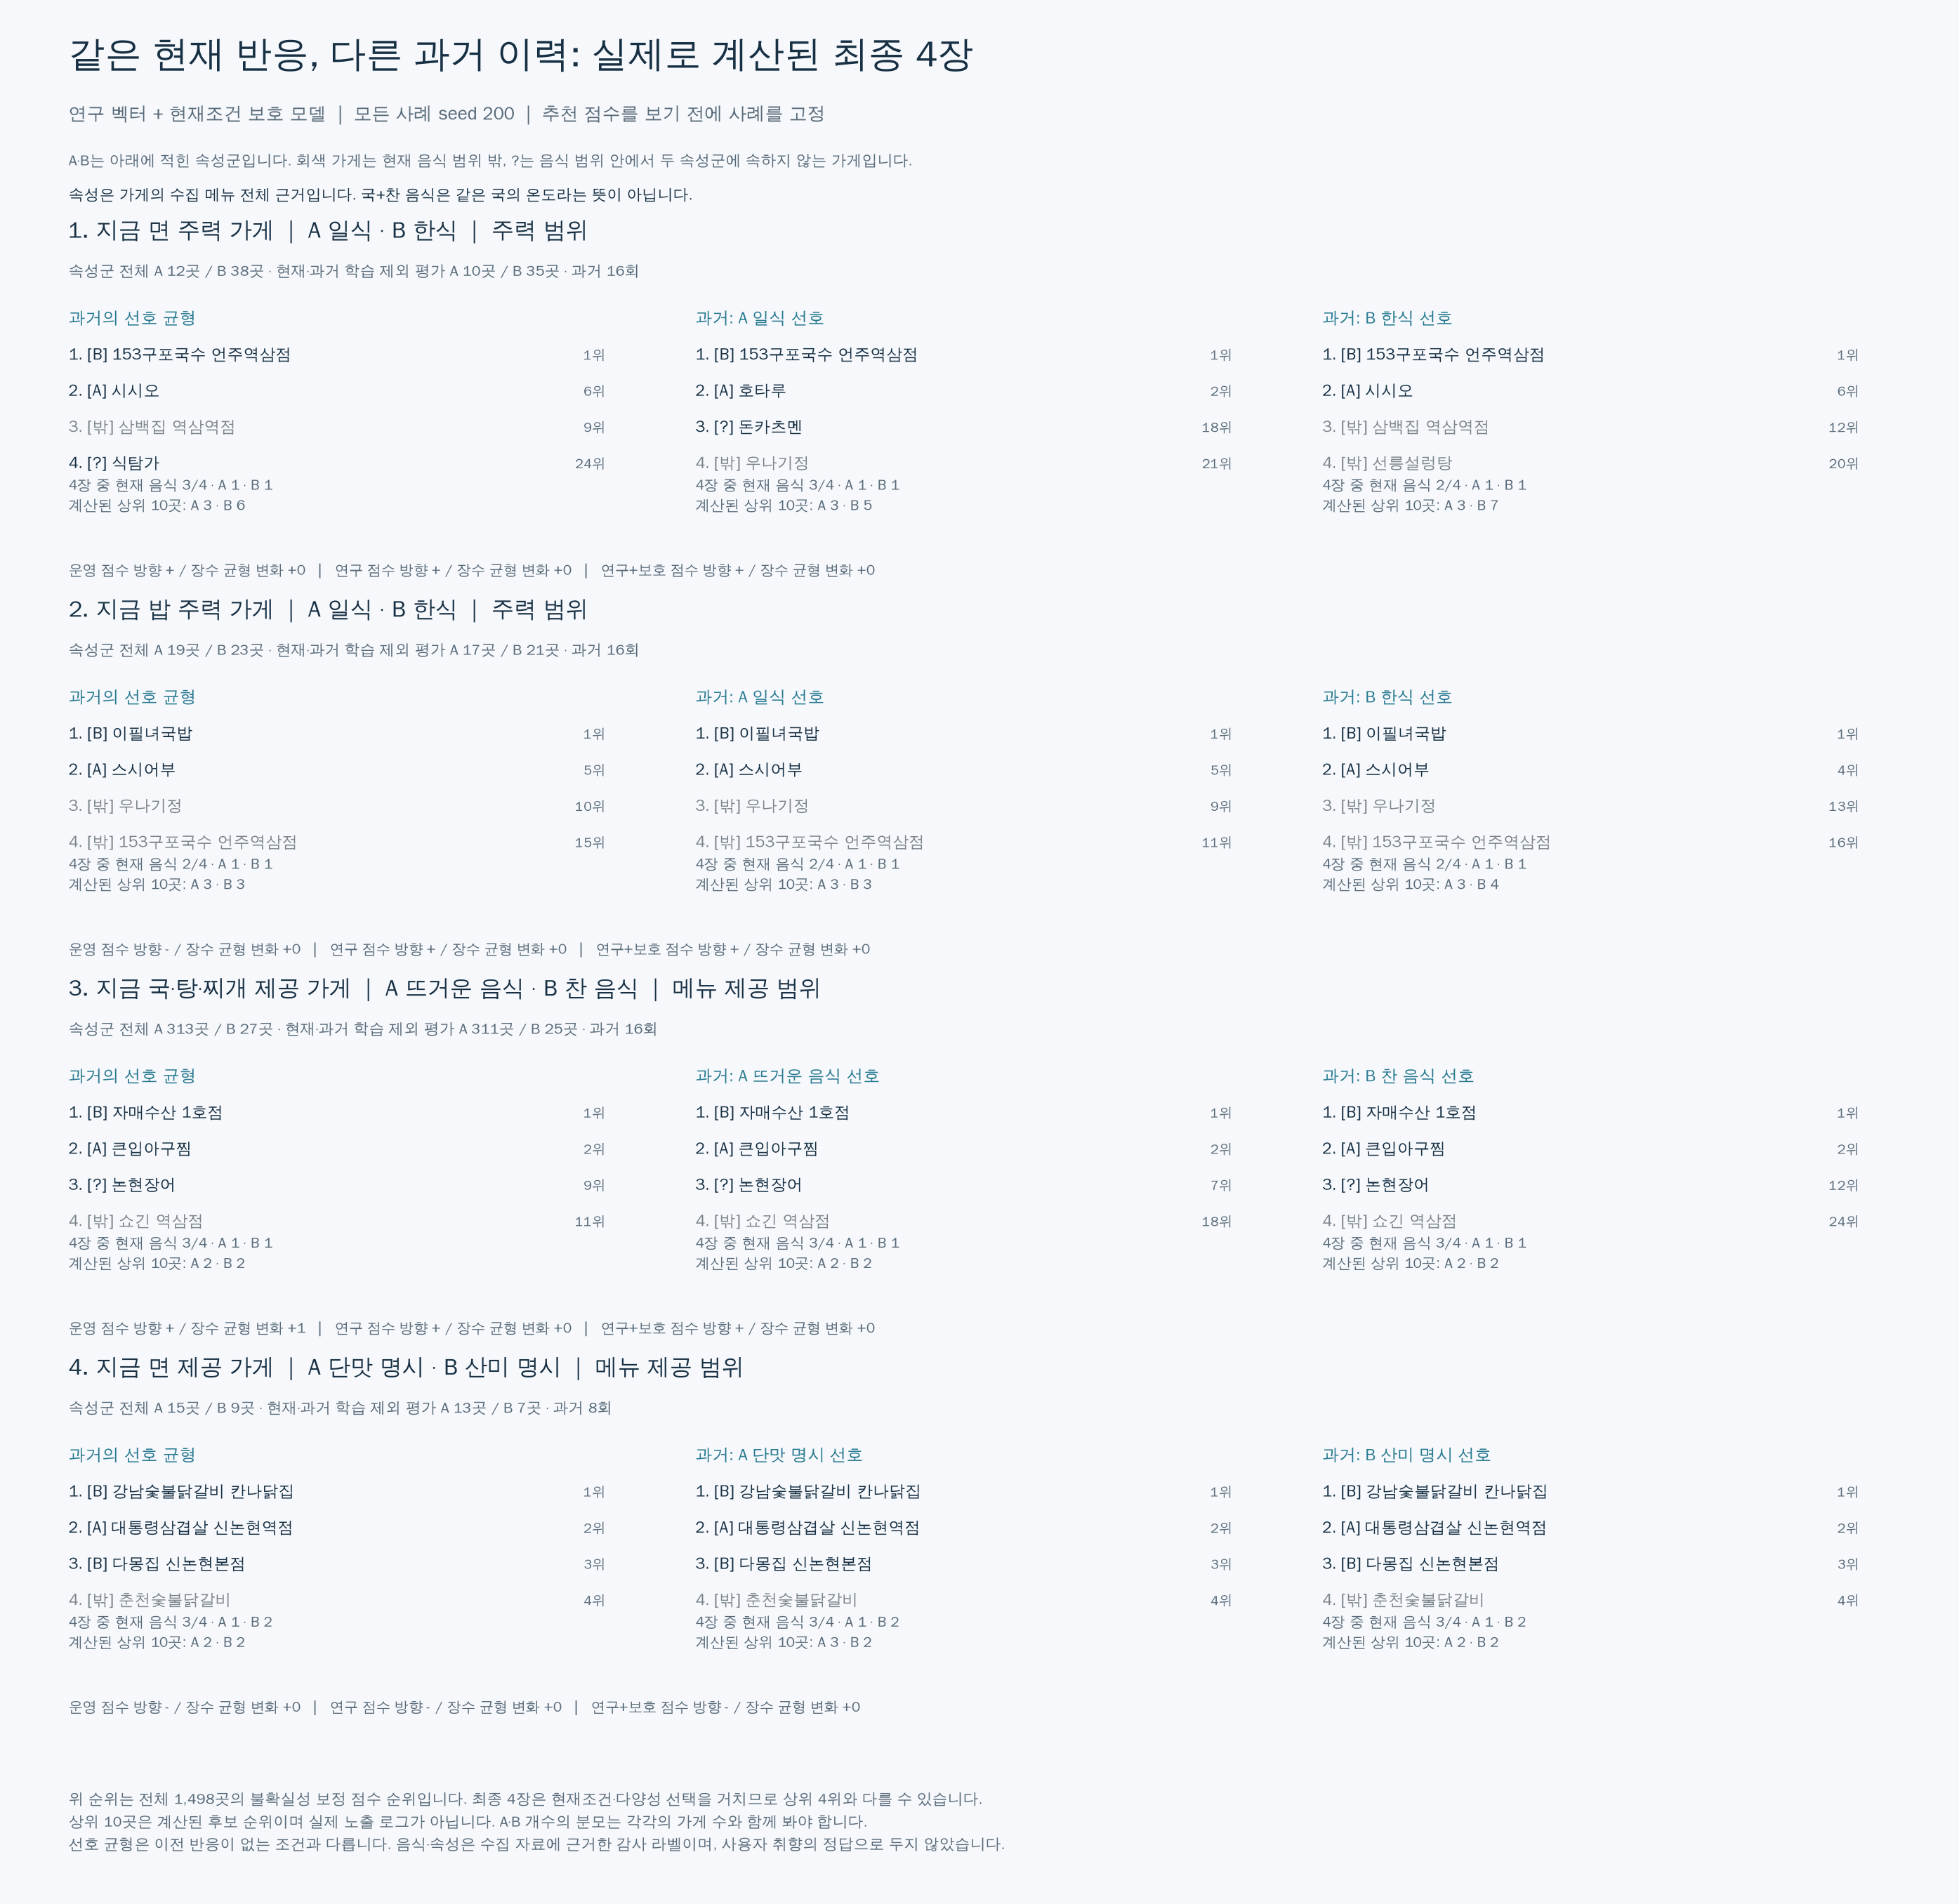 같은 현재 반응, 다른 과거 이력: 실제로 계산된 최종 4장
연구 벡터 + 현재조건 보호 모델 | 모든 사례 seed 200 | 추천 점수를 보기 전에 사례를 고정
A·B는 아래에 적힌 속성군입니다. 회색 가게는 현재 음식 범위 밖, ?는 음식 범위 안에서 두 속성군에 속하지 않는 가게입니다.
속성은 가게의 수집 메뉴 전체 근거입니다. 국+찬 음식은 같은 국의 온도라는 뜻이 아닙니다.
1. 지금 면 주력 가게 | A 일식 · B 한식 | 주력 범위
속성군 전체 A 12곳 / B 38곳 · 현재·과거 학습 제외 평가 A 10곳 / B 35곳 · 과거 16회
과거의 선호 균형
1. [B] 153구포국수 언주역삼점 1위
2. [A] 시시오 6위
3. [밖] 삼백집 역삼역점 9위
4. [?] 식탐가 24위
4장 중 현재 음식 3/4 · A 1 · B 1
계산된 상위 10곳: A 3 · B 6
과거: A 일식 선호
1. [B] 153구포국수 언주역삼점 1위
2. [A] 호타루 2위
3. [?] 돈카츠멘 18위
4. [밖] 우나기정 21위
4장 중 현재 음식 3/4 · A 1 · B 1
계산된 상위 10곳: A 3 · B 5
과거: B 한식 선호
1. [B] 153구포국수 언주역삼점 1위
2. [A] 시시오 6위
3. [밖] 삼백집 역삼역점 12위
4. [밖] 선릉설렁탕 20위
4장 중 현재 음식 2/4 · A 1 · B 1
계산된 상위 10곳: A 3 · B 7
운영 점수 방향 + / 장수 균형 변화 +0 | 연구 점수 방향 + / 장수 균형 변화 +0 | 연구+보호 점수 방향 + / 장수 균형 변화 +0
2. 지금 밥 주력 가게 | A 일식 · B 한식 | 주력 범위
속성군 전체 A 19곳 / B 23곳 · 현재·과거 학습 제외 평가 A 17곳 / B 21곳 · 과거 16회
과거의 선호 균형
1. [B] 이필녀국밥 1위
2. [A] 스시어부 5위
3. [밖] 우나기정 10위
4. [밖] 153구포국수 언주역삼점 15위
4장 중 현재 음식 2/4 · A 1 · B 1
계산된 상위 10곳: A 3 · B 3
과거: A 일식 선호
1. [B] 이필녀국밥 1위
2. [A] 스시어부 5위
3. [밖] 우나기정 9위
4. [밖] 153구포국수 언주역삼점 11위
4장 중 현재 음식 2/4 · A 1 · B 1
계산된 상위 10곳: A 3 · B 3
과거: B 한식 선호
1. [B] 이필녀국밥 1위
2. [A] 스시어부 4위
3. [밖] 우나기정 13위
4. [밖] 153구포국수 언주역삼점 16위
4장 중 현재 음식 2/4 · A 1 · B 1
계산된 상위 10곳: A 3 · B 4
운영 점수 방향 - / 장수 균형 변화 +0 | 연구 점수 방향 + / 장수 균형 변화 +0 | 연구+보호 점수 방향 + / 장수 균형 변화 +0
3. 지금 국·탕·찌개 제공 가게 | A 뜨거운 음식 · B 찬 음식 | 메뉴 제공 범위
속성군 전체 A 313곳 / B 27곳 · 현재·과거 학습 제외 평가 A 311곳 / B 25곳 · 과거 16회
과거의 선호 균형
1. [B] 자매수산 1호점 1위
2. [A] 큰입아구찜 2위
3. [?] 논현장어 9위
4. [밖] 쇼긴 역삼점 11위
4장 중 현재 음식 3/4 · A 1 · B 1
계산된 상위 10곳: A 2 · B 2
과거: A 뜨거운 음식 선호
1. [B] 자매수산 1호점 1위
2. [A] 큰입아구찜 2위
3. [?] 논현장어 7위
4. [밖] 쇼긴 역삼점 18위
4장 중 현재 음식 3/4 · A 1 · B 1
계산된 상위 10곳: A 2 · B 2
과거: B 찬 음식 선호
1. [B] 자매수산 1호점 1위
2. [A] 큰입아구찜 2위
3. [?] 논현장어 12위
4. [밖] 쇼긴 역삼점 24위
4장 중 현재 음식 3/4 · A 1 · B 1
계산된 상위 10곳: A 2 · B 2
운영 점수 방향 + / 장수 균형 변화 +1 | 연구 점수 방향 + / 장수 균형 변화 +0 | 연구+보호 점수 방향 + / 장수 균형 변화 +0
4. 지금 면 제공 가게 | A 단맛 명시 · B 산미 명시 | 메뉴 제공 범위
속성군 전체 A 15곳 / B 9곳 · 현재·과거 학습 제외 평가 A 13곳 / B 7곳 · 과거 8회
과거의 선호 균형
1. [B] 강남숯불닭갈비 칸나닭집 1위
2. [A] 대통령삼겹살 신논현역점 2위
3. [B] 다몽집 신논현본점 3위
4. [밖] 춘천숯불닭갈비 4위
4장 중 현재 음식 3/4 · A 1 · B 2
계산된 상위 10곳: A 2 · B 2
과거: A 단맛 명시 선호
1. [B] 강남숯불닭갈비 칸나닭집 1위
2. [A] 대통령삼겹살 신논현역점 2위
3. [B] 다몽집 신논현본점 3위
4. [밖] 춘천숯불닭갈비 4위
4장 중 현재 음식 3/4 · A 1 · B 2
계산된 상위 10곳: A 3 · B 2
과거: B 산미 명시 선호
1. [B] 강남숯불닭갈비 칸나닭집 1위
2. [A] 대통령삼겹살 신논현역점 2위
3. [B] 다몽집 신논현본점 3위
4. [밖] 춘천숯불닭갈비 4위
4장 중 현재 음식 3/4 · A 1 · B 2
계산된 상위 10곳: A 2 · B 2
운영 점수 방향 - / 장수 균형 변화 +0 | 연구 점수 방향 - / 장수 균형 변화 +0 | 연구+보호 점수 방향 - / 장수 균형 변화 +0
위 순위는 전체 1,498곳의 불확실성 보정 점수 순위입니다. 최종 4장은 현재조건·다양성 선택을 거치므로 상위 4위와 다를 수 있습니다.
상위 10곳은 계산된 후보 순위이며 실제 노출 로그가 아닙니다. A·B 개수의 분모는 각각의 가게 수와 함께 봐야 합니다.
선호 균형은 이전 반응이 없는 조건과 다릅니다. 음식·속성은 수집 자료에 근거한 감사 라벨이며, 사용자 취향의 정답으로 두지 않았습니다.